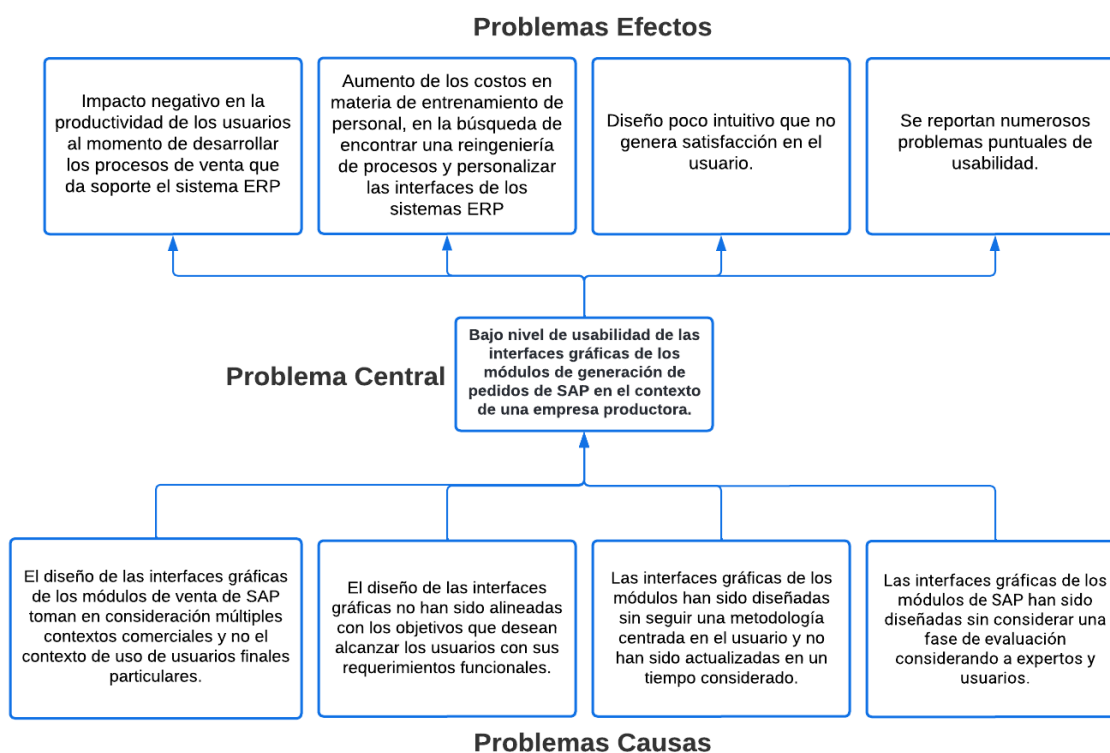 Problemas Efectos
Impacto negativo en la
productividad de los usuarios
al momento de desarrollar
los procesos de venta que
da soporte el sistema ERP
Aumento de los costos en
materia de entrenamiento de
personal, en la búsqueda de
encontrar una reingeniería
de procesos y personalizar
las interfaces de los
sistemas ERP
Diseño poco intuitivo que no
genera satisfacción en el
usuario.
Se reportan numerosos
problemas puntuales de
usabilidad.
Problema Central
Bajo nivel de usabilidad de las
interfaces gráficas de los
módulos de generación de
pedidos de SAP en el contexto
de una empresa productora.
El diseño de las interfaces gráficas
de los módulos de venta de SAP
toman en consideración múltiples
contextos comerciales y no el
contexto de uso de usuarios finales
particulares.
El diseño de las interfaces
gráficas no han sido alineadas
con los objetivos que desean
alcanzar los usuarios con sus
requerimientos funcionales.
Las interfaces gráficas de los
módulos han sido diseñadas
sin seguir una metodología
centrada en el usuario y no
han sido actualizadas en un
tiempo considerado.
Las interfaces gráficas de los
módulos de SAP han sido
diseñadas sin considerar una
fase de evaluación
considerando a expertos y
usuarios.
Problemas Causas